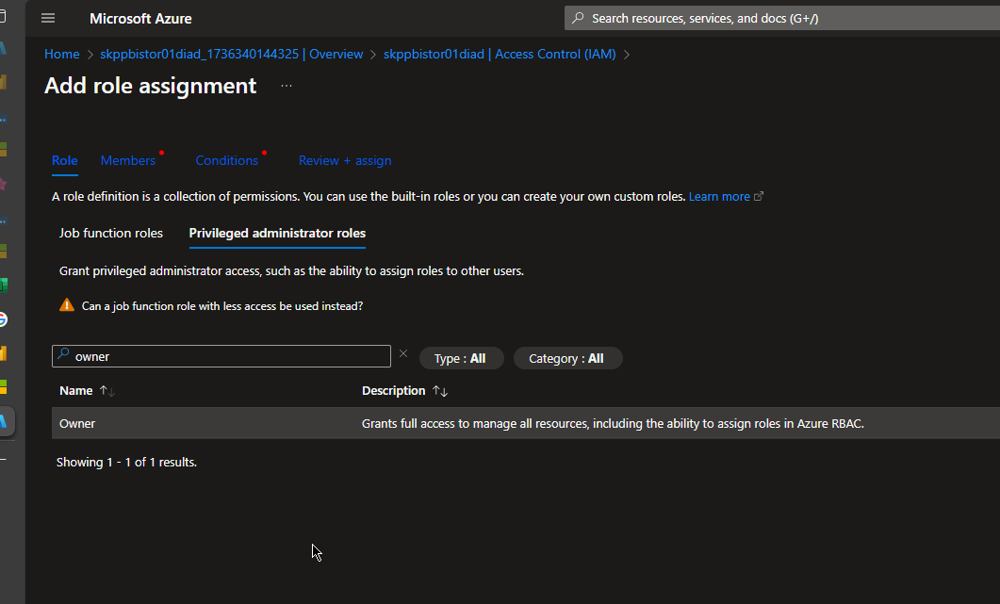 Microsoft Azure
Search resources, services, and docs (G+/)
Home > skppbistor01diad_1736340144325 | Overview > skppbistor01diad | Access Control (IAM) >
Add role assignment ...
Role Members Conditions Review + assign
A role definition is a collection of permissions. You can use the built-in roles or you can create your own custom roles. Learn more
Job function roles Privileged administrator roles
Grant privileged administrator access, such as the ability to assign roles to other users.
Can a job function role with less access be used instead?
owner Type : All Category : All
Name ↑↓ Description ↑↓
Owner Grants full access to manage all resources, including the ability to assign roles in Azure RBAC.
Showing 1 - 1 of 1 results.